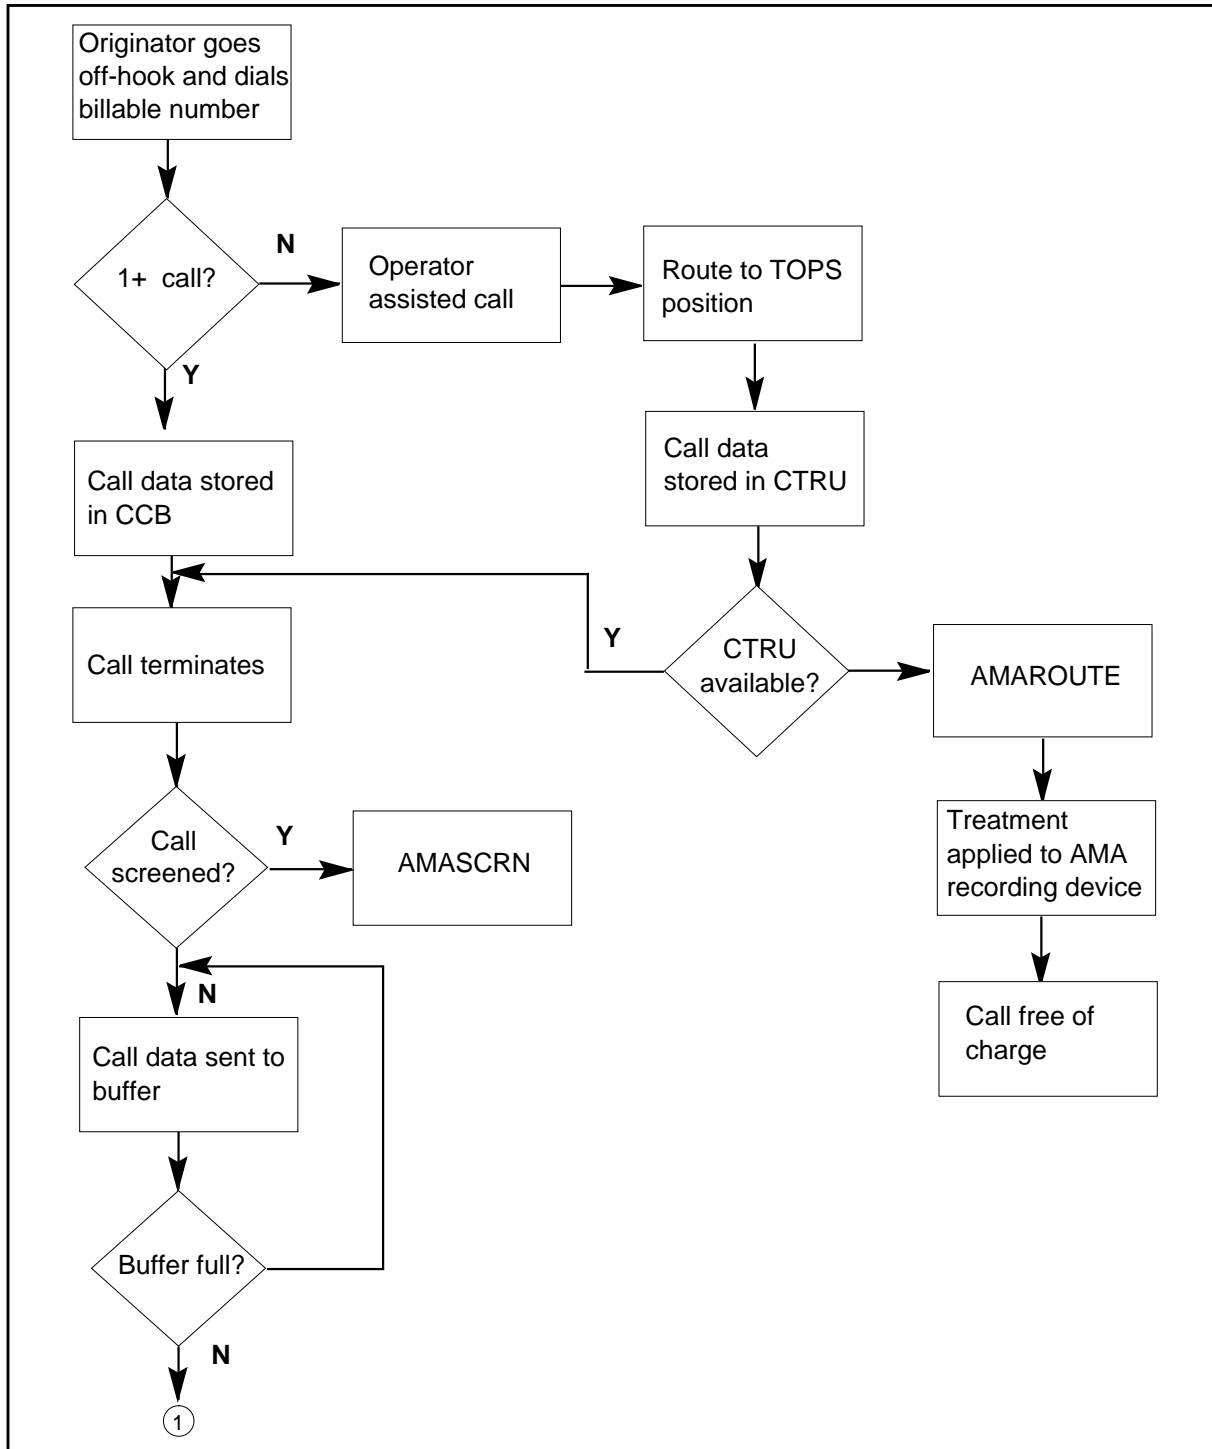 Originator goes
off-hook and dials
billable number
1+ call?
N
Operator
assisted call
Route to TOPS
position
Y
Call data stored
in CCB
Call data
stored in CTRU
Call terminates
Y
CTRU
available?
AMAROUTE
Call
screened?
Y
AMASCRN
Treatment
applied to AMA
recording device
N
Call data sent to
buffer
Call free of
charge
Buffer full?
N
1